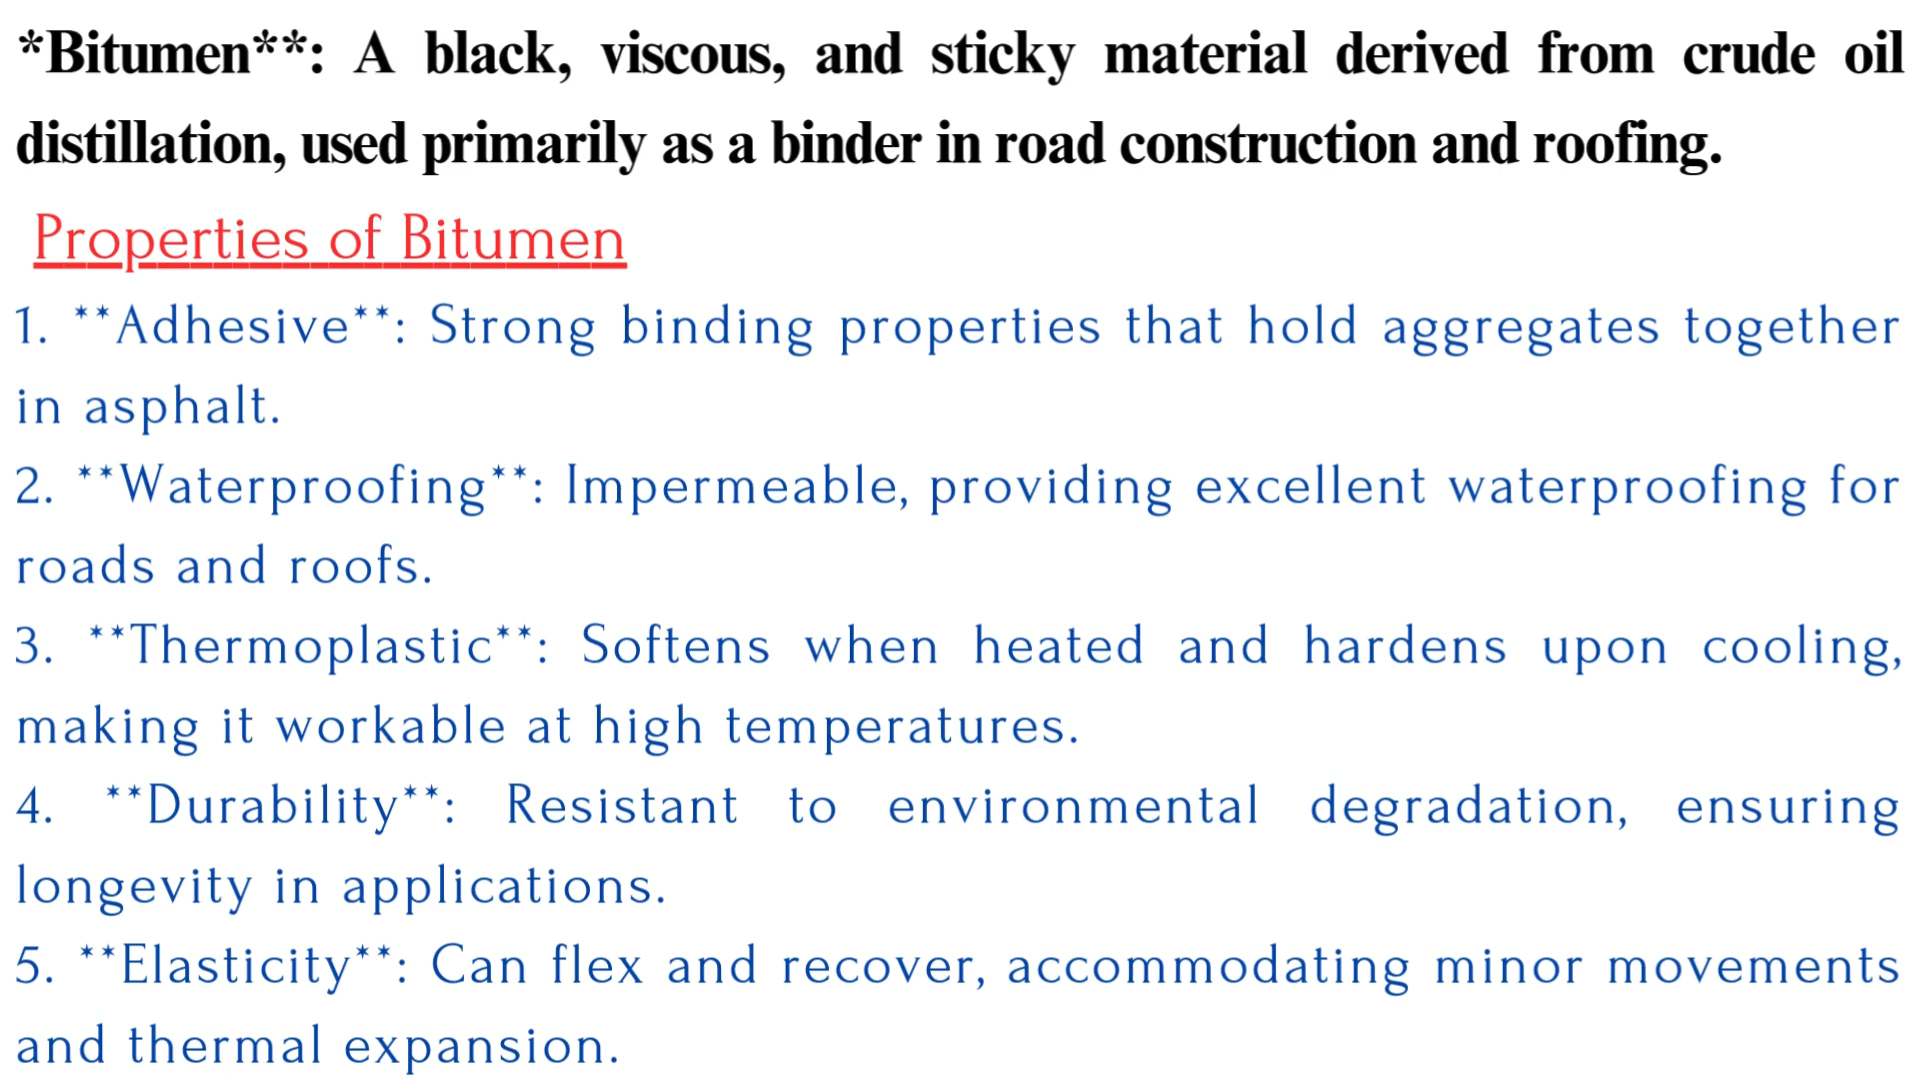 *Bitumen**: A black, viscous, and sticky material derived from crude oil
distillation, used primarily as a binder in road construction and roofing.
Properties of Bitumen
1. **Adhesive**: Strong binding properties that hold aggregates together
in asphalt.
2. **Waterproofing**: Impermeable, providing excellent waterproofing for
roads and roofs.
3. **Thermoplastic**: Softens when heated and hardens upon cooling,
making it workable at high temperatures.
4. **Durability**: Resistant to environmental degradation, ensuring
longevity in applications.
5. **Elasticity**: Can flex and recover, accommodating minor movements
and thermal expansion.